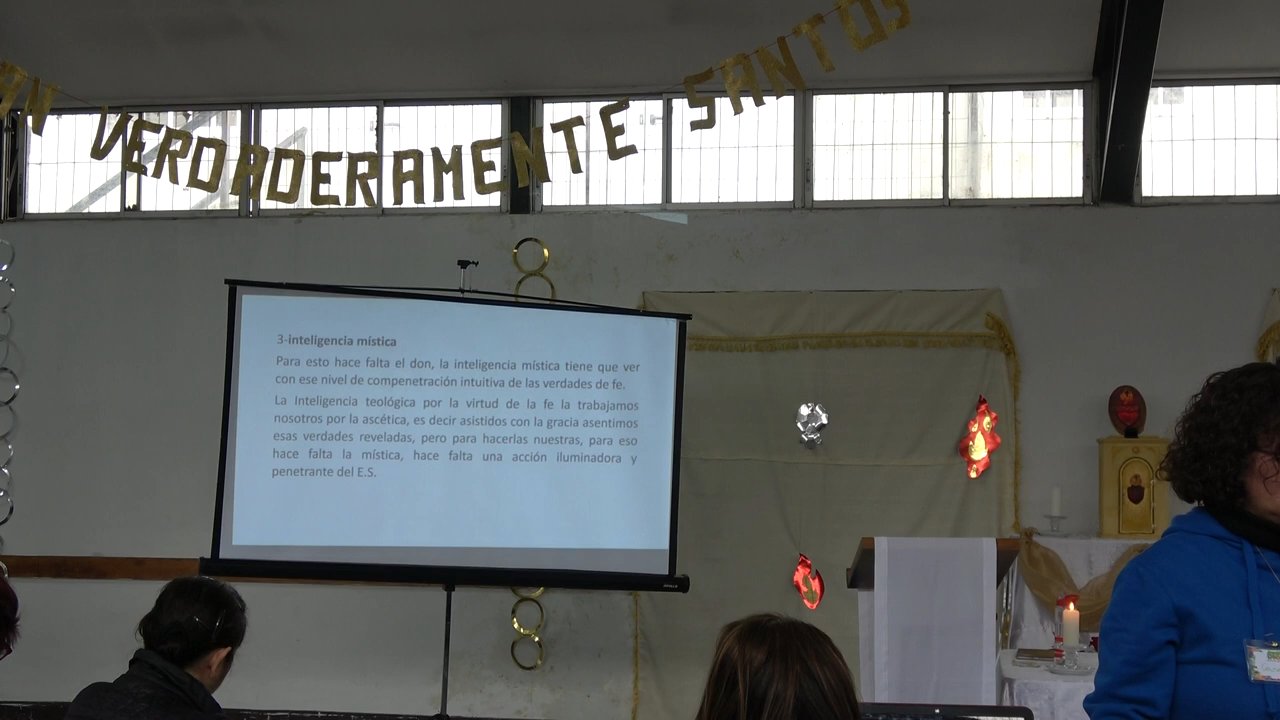 AN VERDADERAMENTE SANTOS
3-inteligencia mística
Para esto hace falta el don, la inteligencia mística tiene que ver
con ese nivel de compenetración intuitiva de las verdades de fe.
La Inteligencia teológica por la virtud de la fe la trabajamos
nosotros por la ascética, es decir asistidos con la gracia asentimos
esas verdades reveladas, pero para hacerlas nuestras, para eso
hace falta la mística, hace falta una acción iluminadora y
penetrante del E.S.